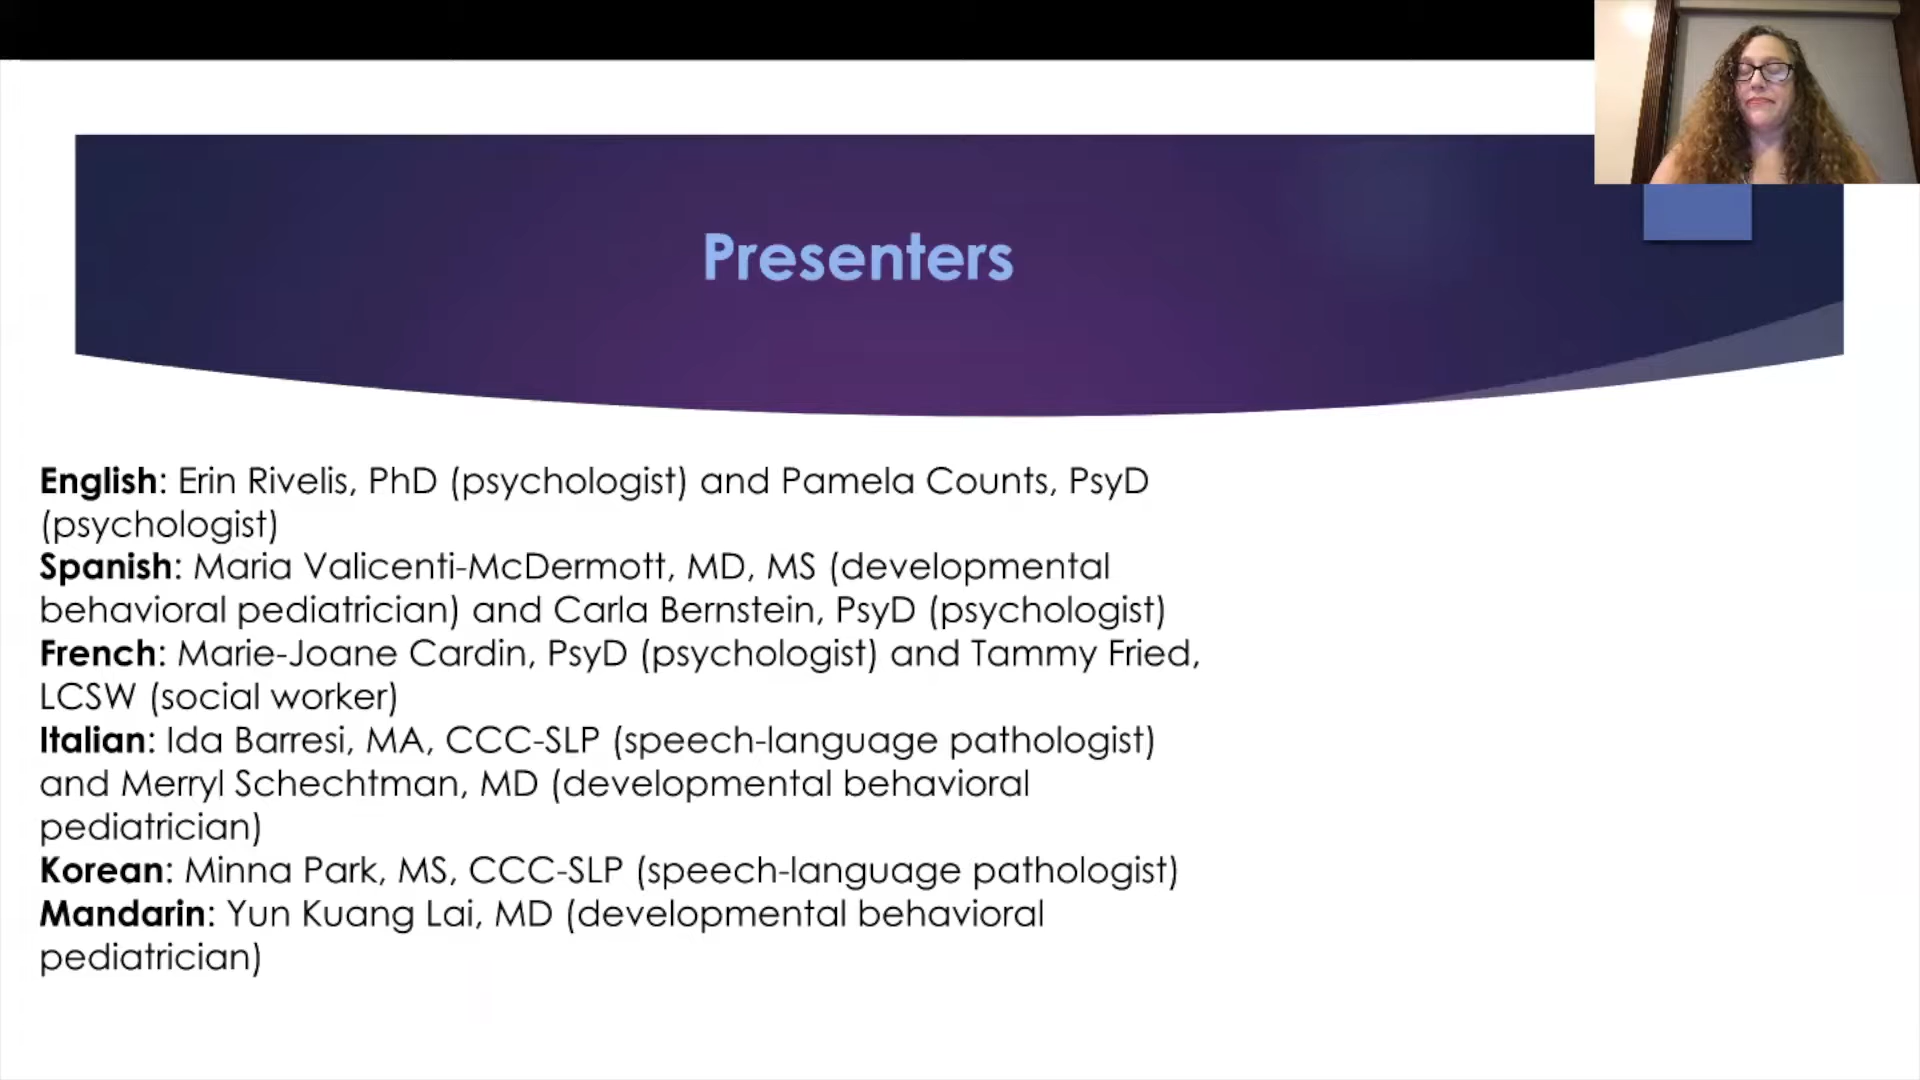 Presenters
English: Erin Rivelis, PhD (psychologist) and Pamela Counts, PsyD
(psychologist)
Spanish: Maria Valicenti-McDermott, MD, MS (developmental
behavioral pediatrician) and Carla Bernstein, PsyD (psychologist)
French: Marie-Joane Cardin, PsyD (psychologist) and Tammy Fried,
LCSW (social worker)
Italian: Ida Barresi, MA, CCC-SLP (speech-language pathologist)
and Merryl Schechtman, MD (developmental behavioral
pediatrician)
Korean: Minna Park, MS, CCC-SLP (speech-language pathologist)
Mandarin: Yun Kuang Lai, MD (developmental behavioral
pediatrician)